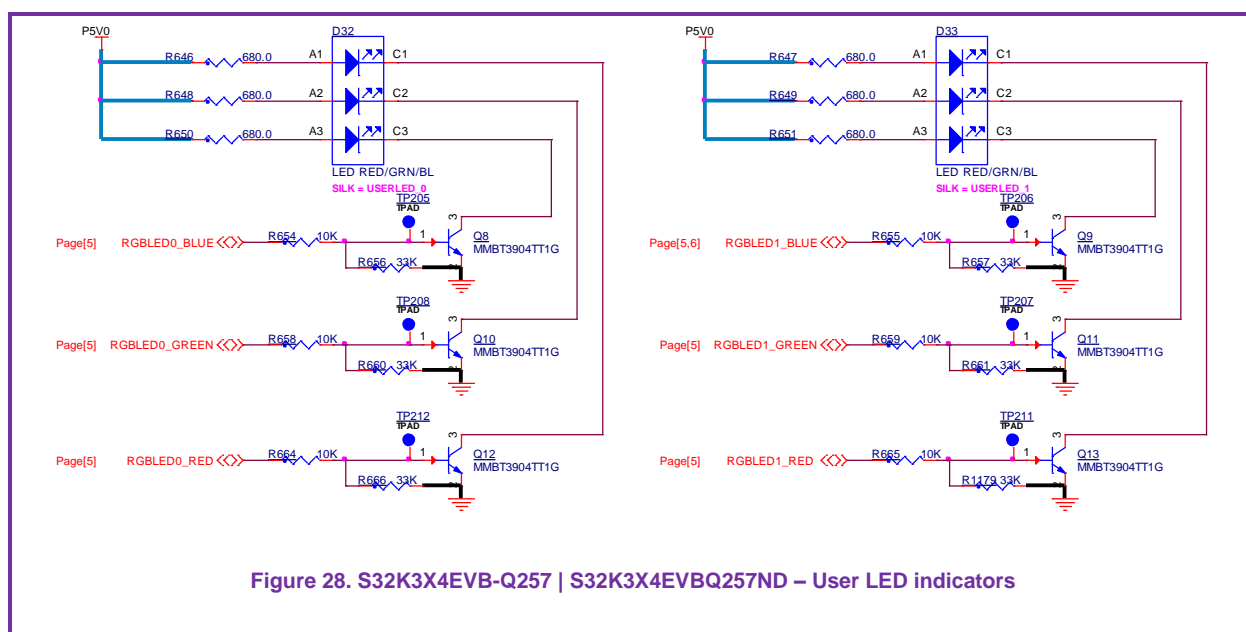 P5V0 D32
R646 680.0 A1 C1
R648 680.0 A2 C2
R650 680.0 A3 C3
LED RED/GRN/BL
SILK = USERLED_0
TP205
TPAD
Page[5] RGBLED0_BLUE R654 10K 1 3 Q8
MMBT3904TT1G
R656 33K 2
TP208
TPAD
Page[5] RGBLED0_GREEN R658 10K 1 3 Q10
MMBT3904TT1G
R660 33K 2
TP212
TPAD
Page[5] RGBLED0_RED R664 10K 1 3 Q12
MMBT3904TT1G
R666 33K 2
P5V0 D33
R647 680.0 A1 C1
R649 680.0 A2 C2
R651 680.0 A3 C3
LED RED/GRN/BL
SILK = USERLED_1
TP206
TPAD
Page[5,6] RGBLED1_BLUE R655 10K 1 3 Q9
MMBT3904TT1G
R657 33K 2
TP207
TPAD
Page[5] RGBLED1_GREEN R659 10K 1 3 Q11
MMBT3904TT1G
R661 33K 2
TP211
TPAD
Page[5] RGBLED1_RED R665 10K 1 3 Q13
MMBT3904TT1G
R1179 33K 2
Figure 28. S32K3X4EVB-Q257 | S32K3X4EVBQ257ND – User LED indicators